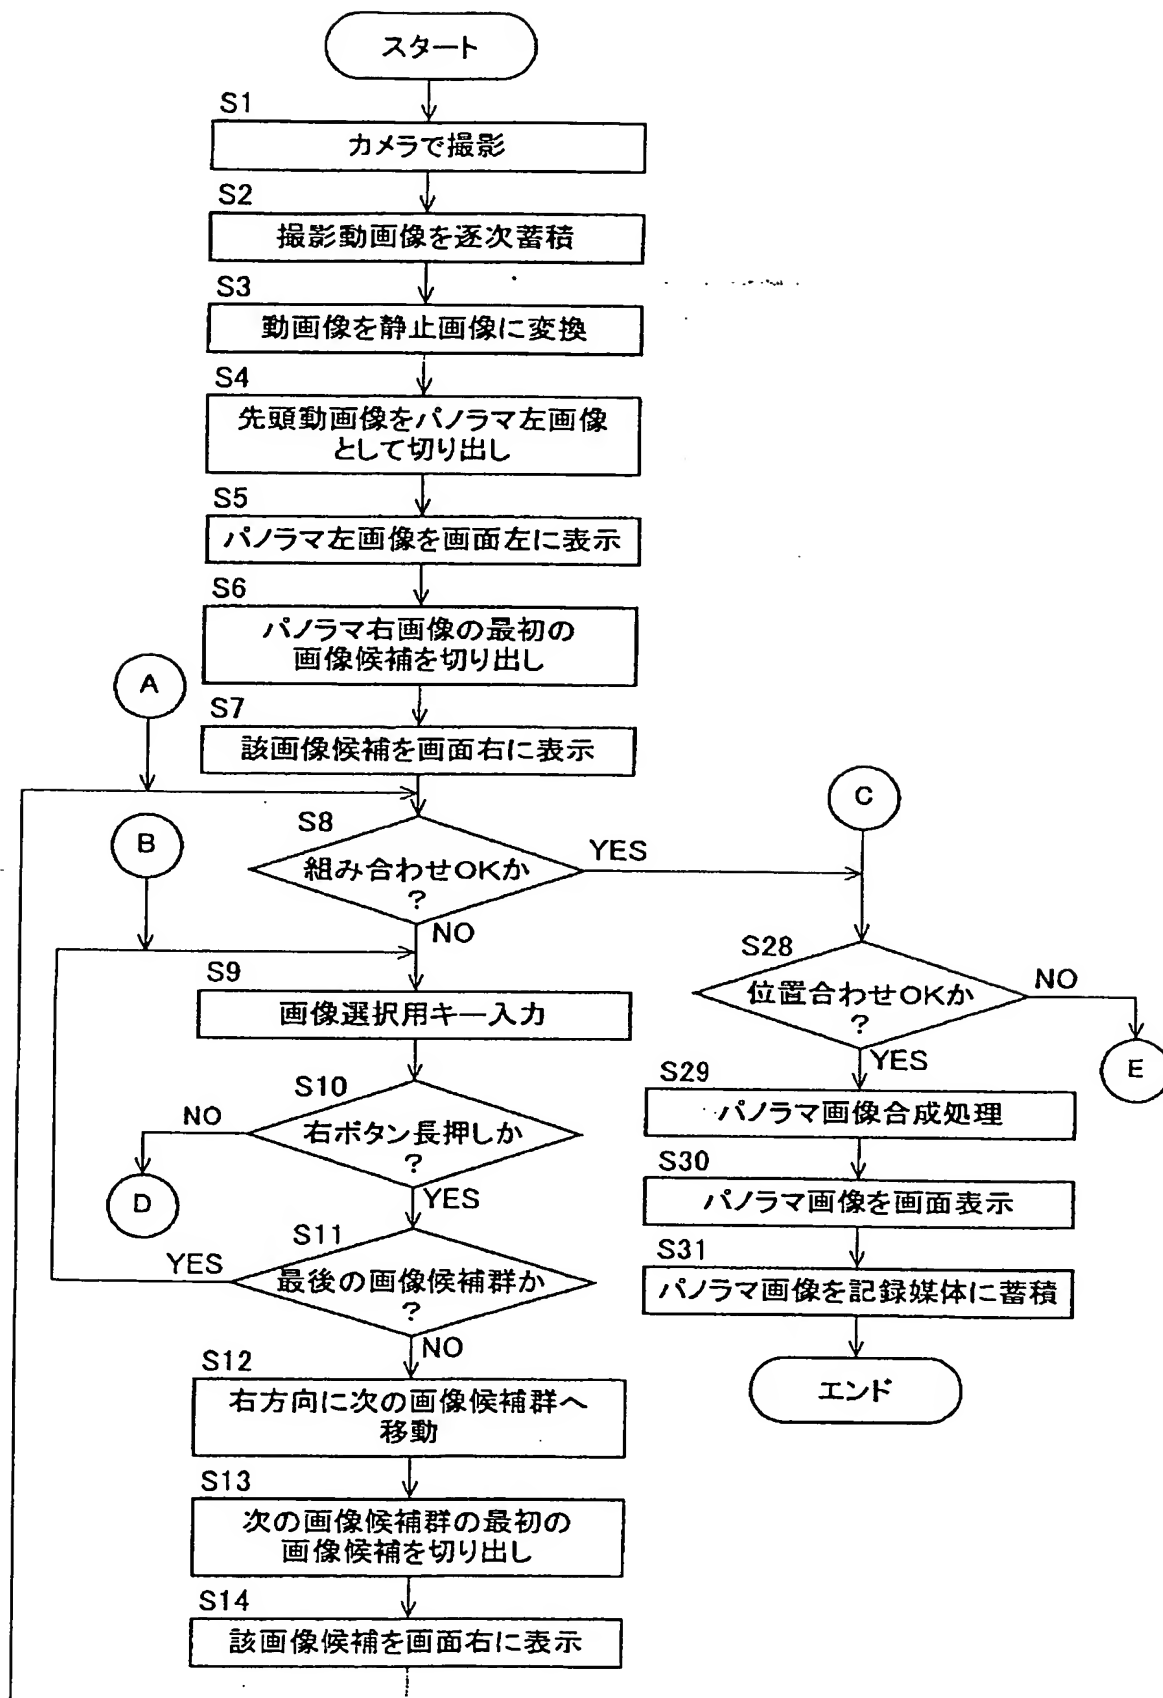 スタート
S1
カメラで撮影
S2
撮影動画像を逐次蓄積
S3
動画像を静止画像に変換
S4
先頭動画像をパノラマ左画像
として切り出し
S5
パノラマ左画像を画面左に表示
S6
パノラマ右画像の最初の
画像候補を切り出し
A
S7
該画像候補を画面右に表示
B
S8
組み合わせOKか
?
YES
NO
S9
画像選択用キー入力
S10
右ボタン長押しか
?
NO
D
YES
S11
最後の画像候補群か
?
YES
NO
S12
右方向に次の画像候補群へ
移動
S13
次の画像候補群の最初の
画像候補を切り出し
S14
該画像候補を画面右に表示
C
S28
位置合わせOKか
?
NO
E
YES
S29
パノラマ画像合成処理
S30
パノラマ画像を画面表示
S31
パノラマ画像を記録媒体に蓄積
エンド